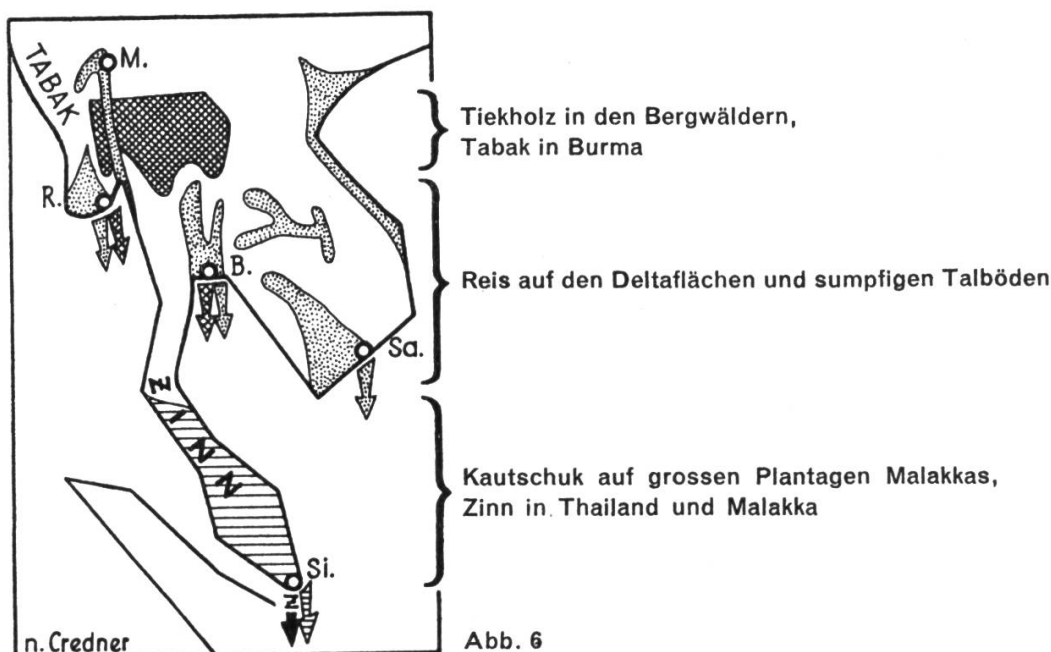 TABAK
M.
R.
B.
Sa.
ZINN
Si.
Z
n. Credner
Tiekholz in den Bergwäldern,
Tabak in Burma
Reis auf den Deltaflächen und sumpfigen Talböden
Kautschuk auf grossen Plantagen Malakkas,
Zinn in Thailand und Malakka
Abb. 6